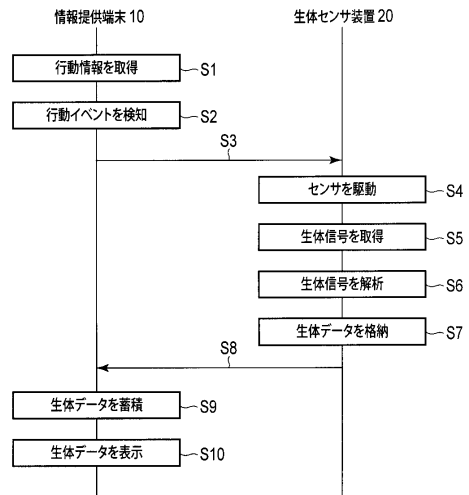 情報提供端末10
生体センサ装置20
行動情報を取得
S1
行動イベントを検知
S2
S3
センサを駆動
S4
生体信号を取得
S5
生体信号を解析
S6
生体データを格納
S7
S8
生体データを蓄積
S9
生体データを表示
S10